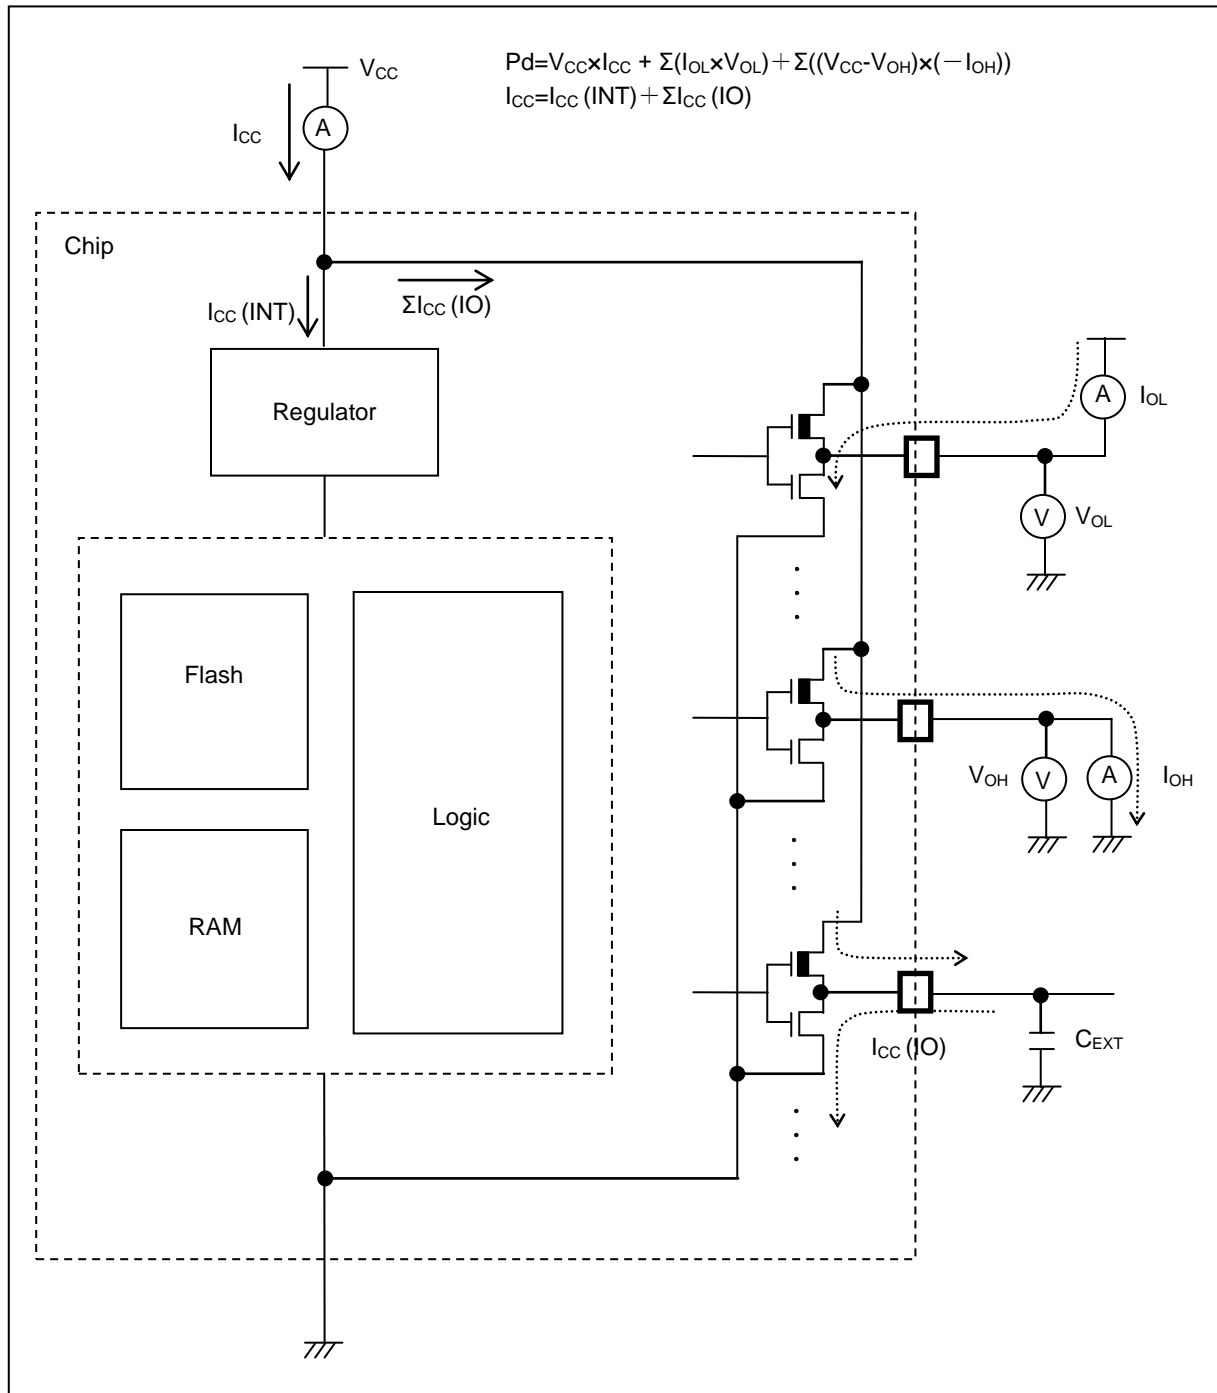 Pd=VCC×ICC + Σ(IOL×VOL)+Σ((VCC-VOH)×(－IOH))
ICC=ICC (INT)+ΣICC (IO)
VCC
A
ICC
Chip
ICC (INT)
ΣICC (IO)
Regulator
A
IOL
V
VOL
Flash
Logic
RAM
VOH
V
A
IOH
ICC (IO)
CEXT